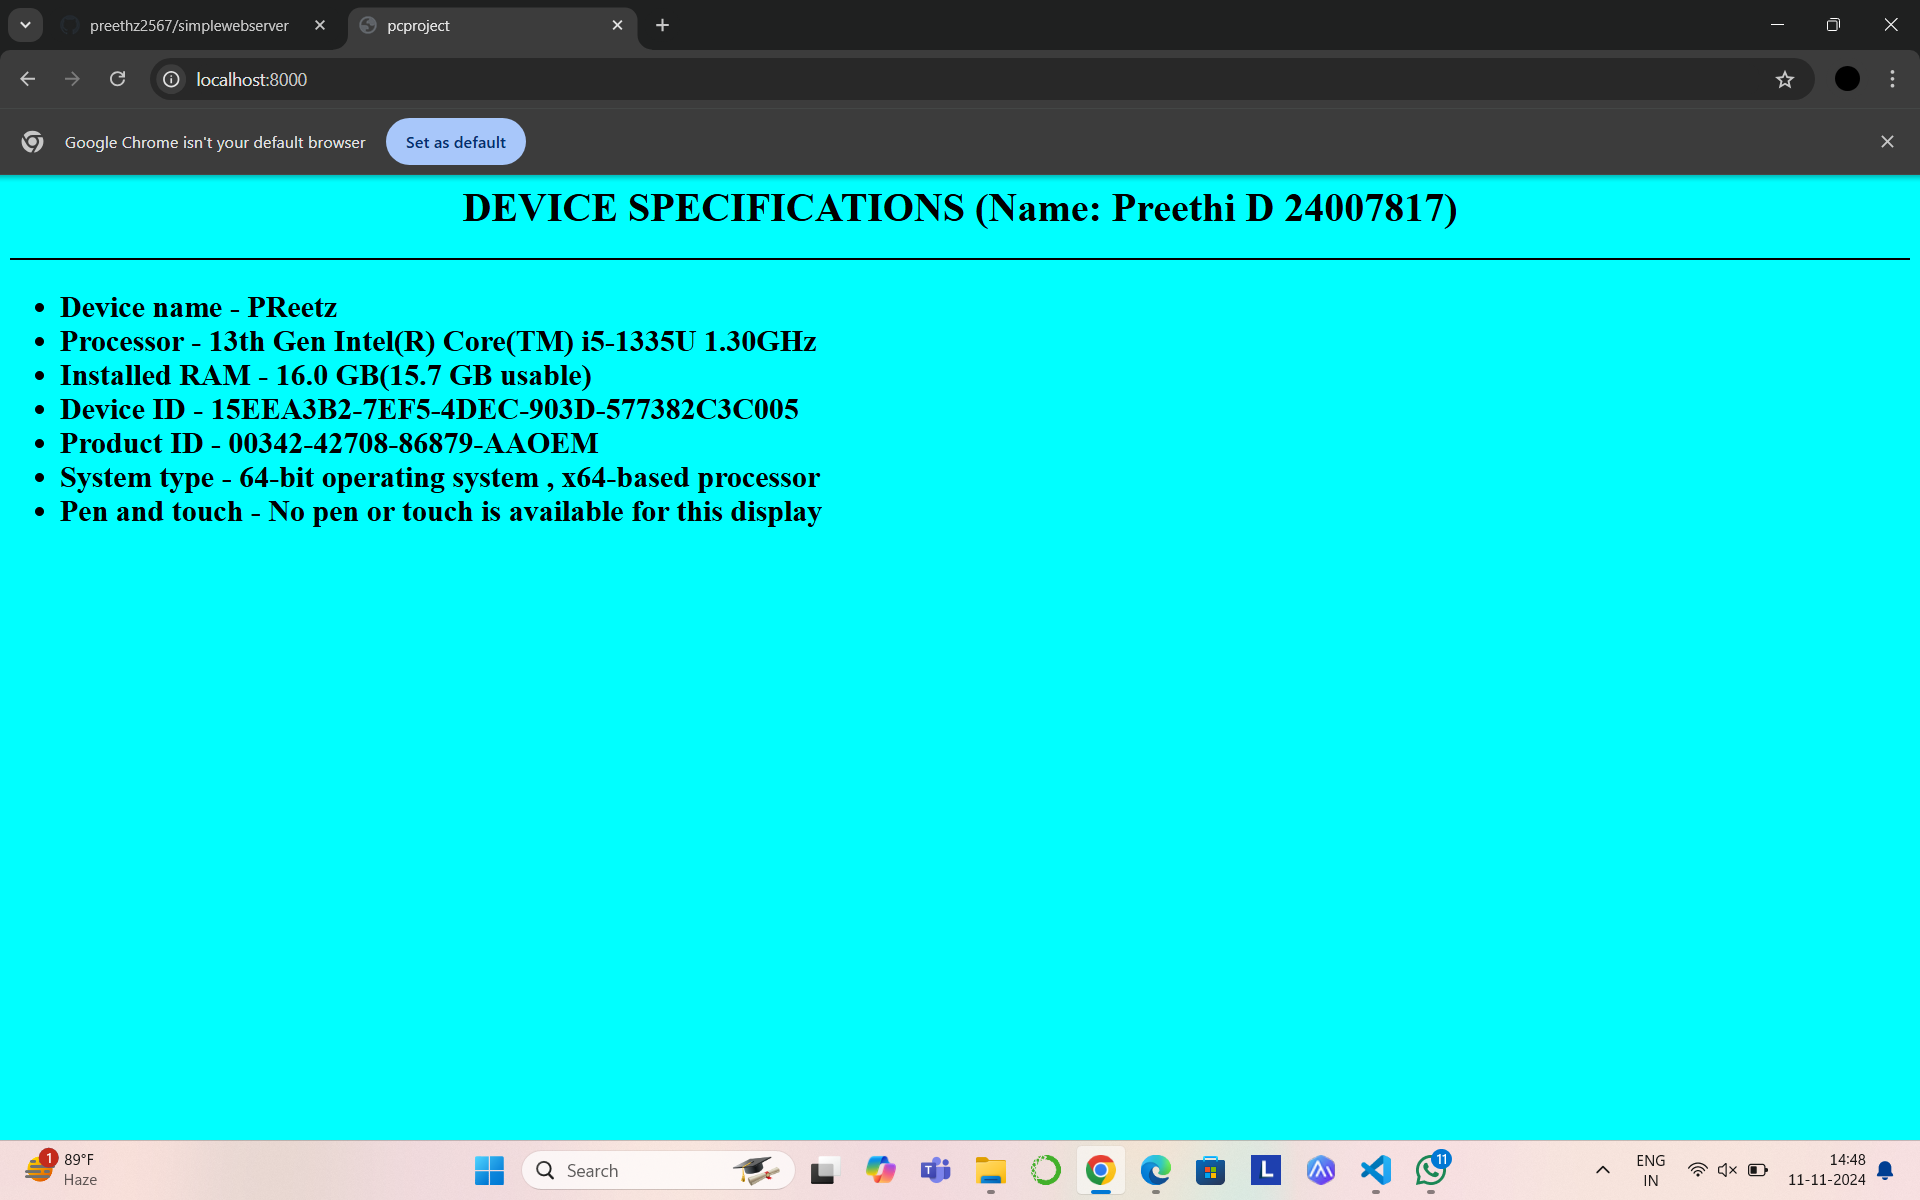 preethz2567/simplewebserver
pcproject
localhost:8000
Google Chrome isn't your default browser
Set as default
DEVICE SPECIFICATIONS (Name: Preethi D 24007817)
• Device name - PReetz
• Processor - 13th Gen Intel(R) Core(TM) i5-1335U 1.30GHz
• Installed RAM - 16.0 GB(15.7 GB usable)
• Device ID - 15EEA3B2-7EF5-4DEC-903D-577382C3C005
• Product ID - 00342-42708-86879-AAOEM
• System type - 64-bit operating system , x64-based processor
• Pen and touch - No pen or touch is available for this display
1
89°F
Haze
Search
T
L
11
ENG
IN
14:48
11-11-2024